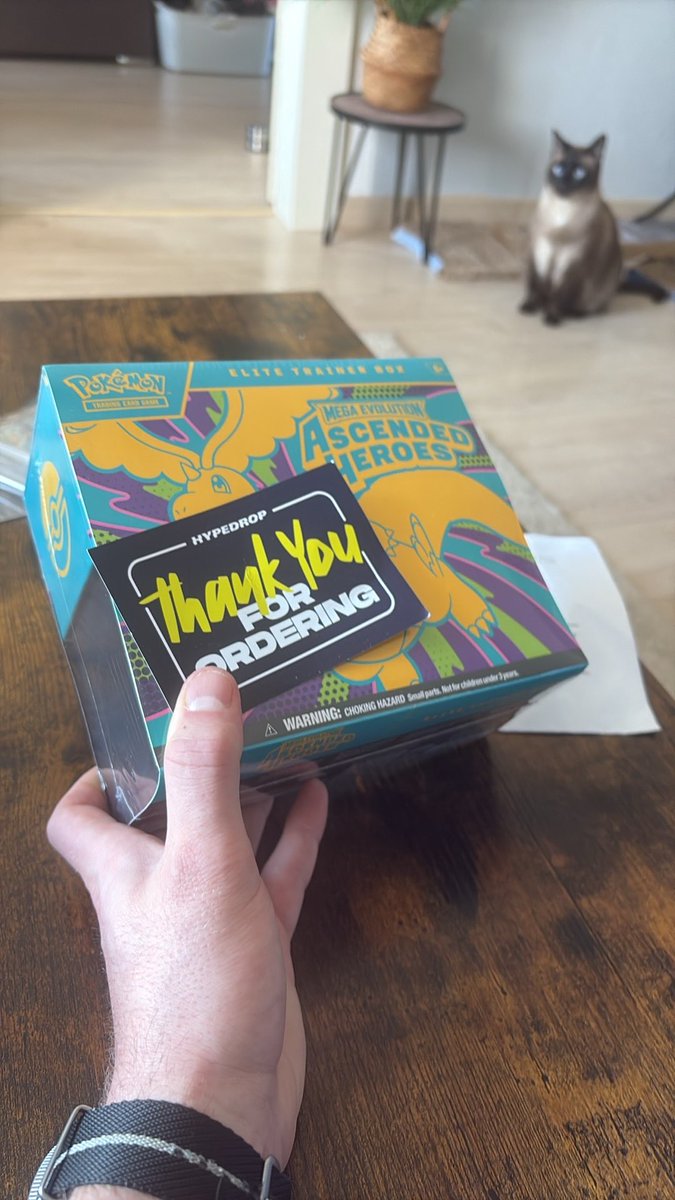 ELITE TRAINER BOX
POKéMON
TRADING CARD GAME
MEGA EVOLUTION
ASCENDED
HEROES
HYPEDROP
thank You
FOR
ORDERING
WARNING: CHOKING HAZARD Small parts. Not for children under 3 years.